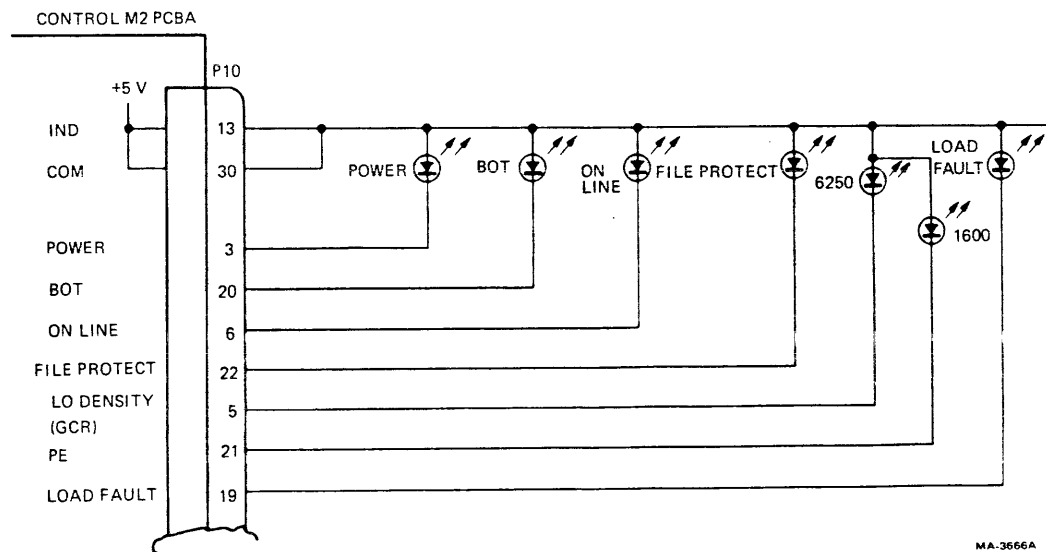 CONTROL M2 PCBA
P10
+5 V
IND 13
COM 30
POWER
BOT
ON
LINE
FILE PROTECT
6250
1600
LOAD
FAULT
POWER 3
BOT 20
ON LINE 6
FILE PROTECT 22
LO DENSITY 5
(GCR)
PE 21
LOAD FAULT 19
MA-3666A